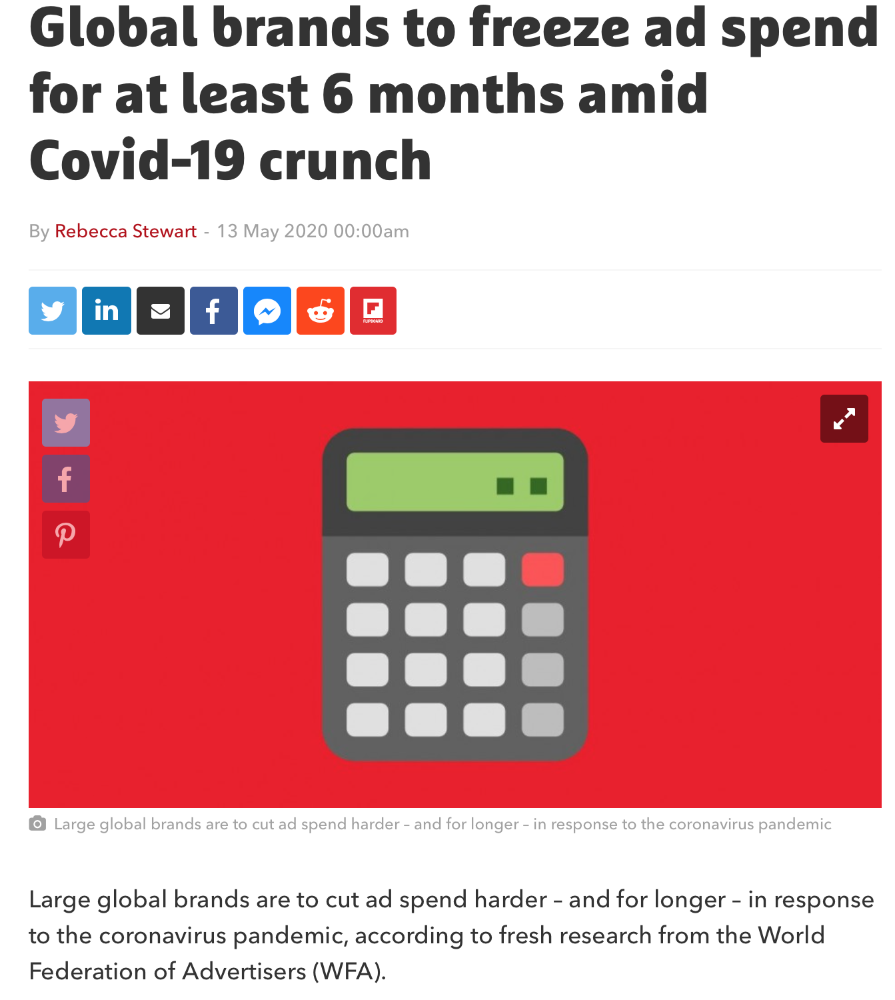 Global brands to freeze ad spend
for at least 6 months amid
Covid-19 crunch
By Rebecca Stewart - 13 May 2020 00:00am
in
FLIPBOARD
Large global brands are to cut ad spend harder – and for longer – in response to the coronavirus pandemic
Large global brands are to cut ad spend harder – and for longer – in response
to the coronavirus pandemic, according to fresh research from the World
Federation of Advertisers (WFA).